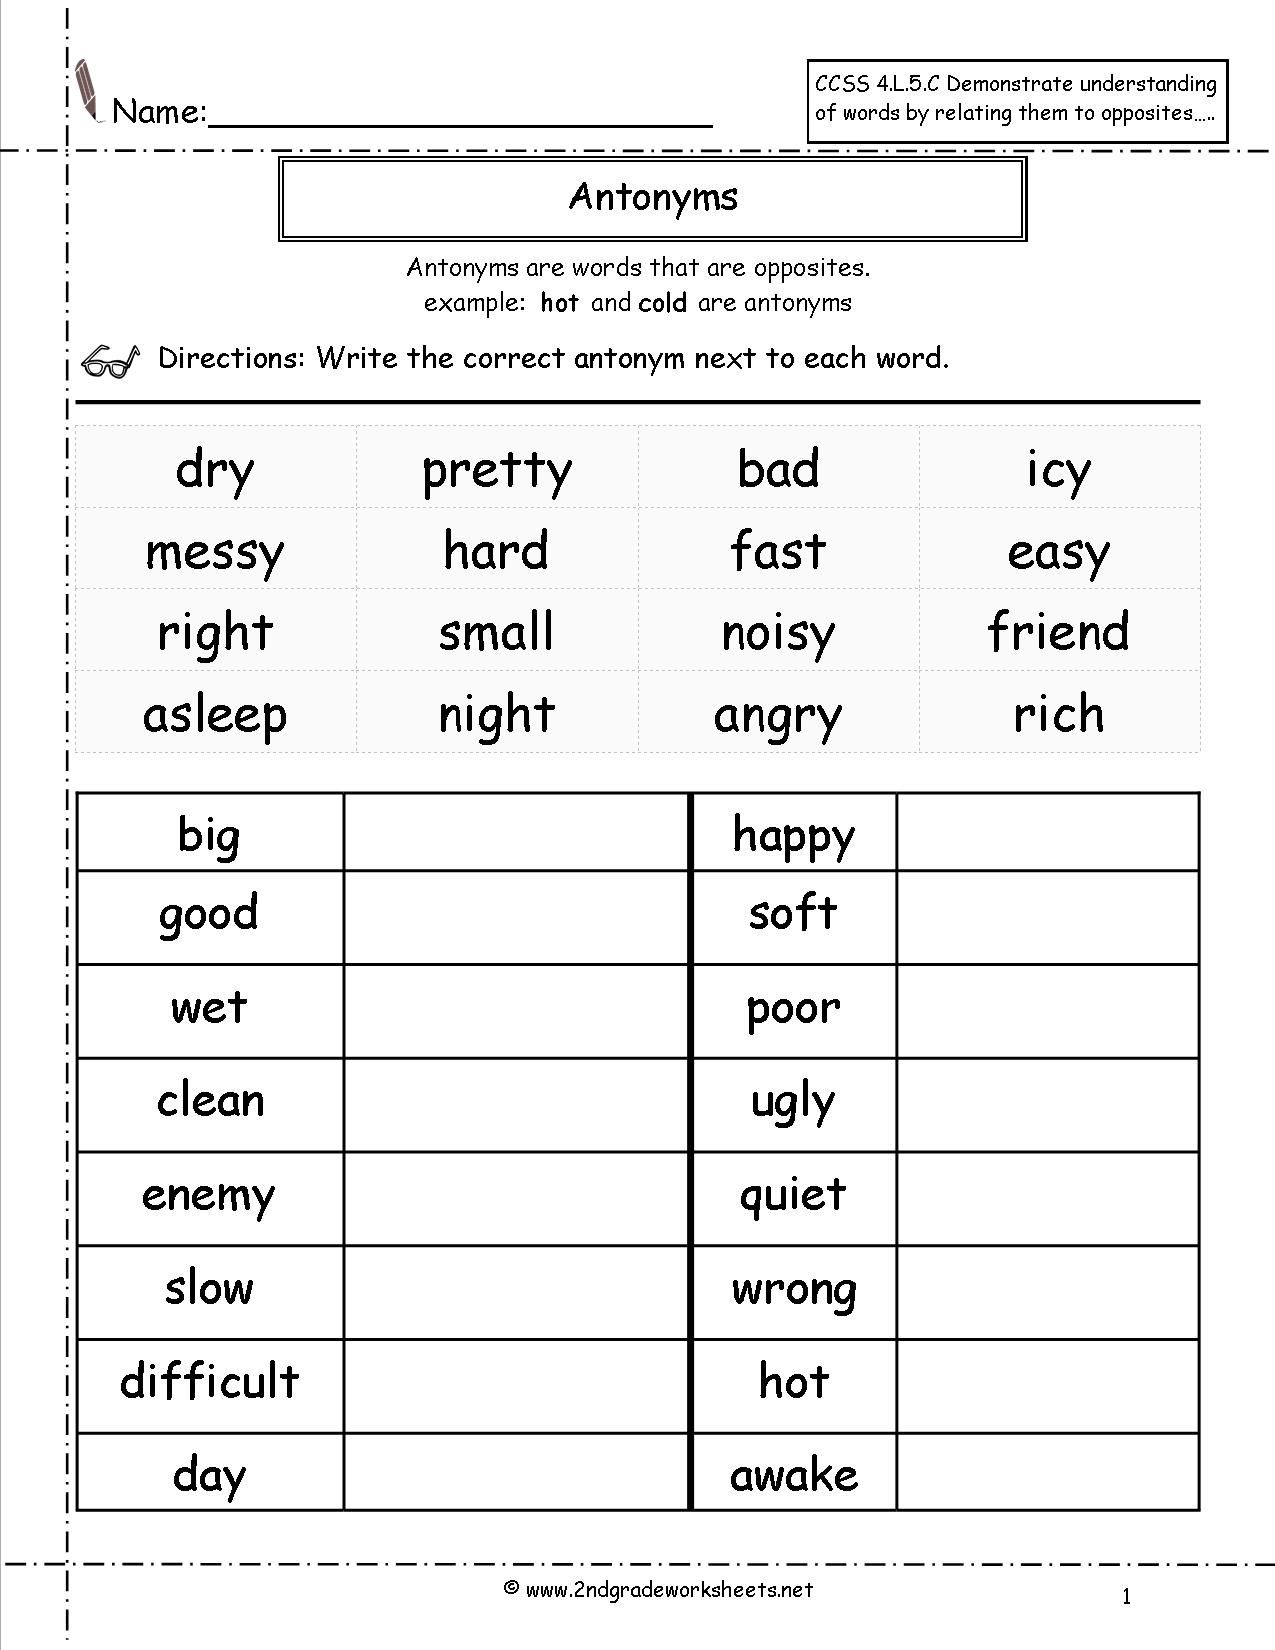 Name:
CCSS 4.L.5.C Demonstrate understanding
of words by relating them to opposites.....
Antonyms
Antonyms are words that are opposites.
example: hot and cold are antonyms
Directions: Write the correct antonym next to each word.
dry pretty bad icy
messy hard fast easy
right small noisy friend
asleep night angry rich
big happy
good soft
wet poor
clean ugly
enemy quiet
slow wrong
difficult hot
day awake
© www.2ndgradeworksheets.net
1